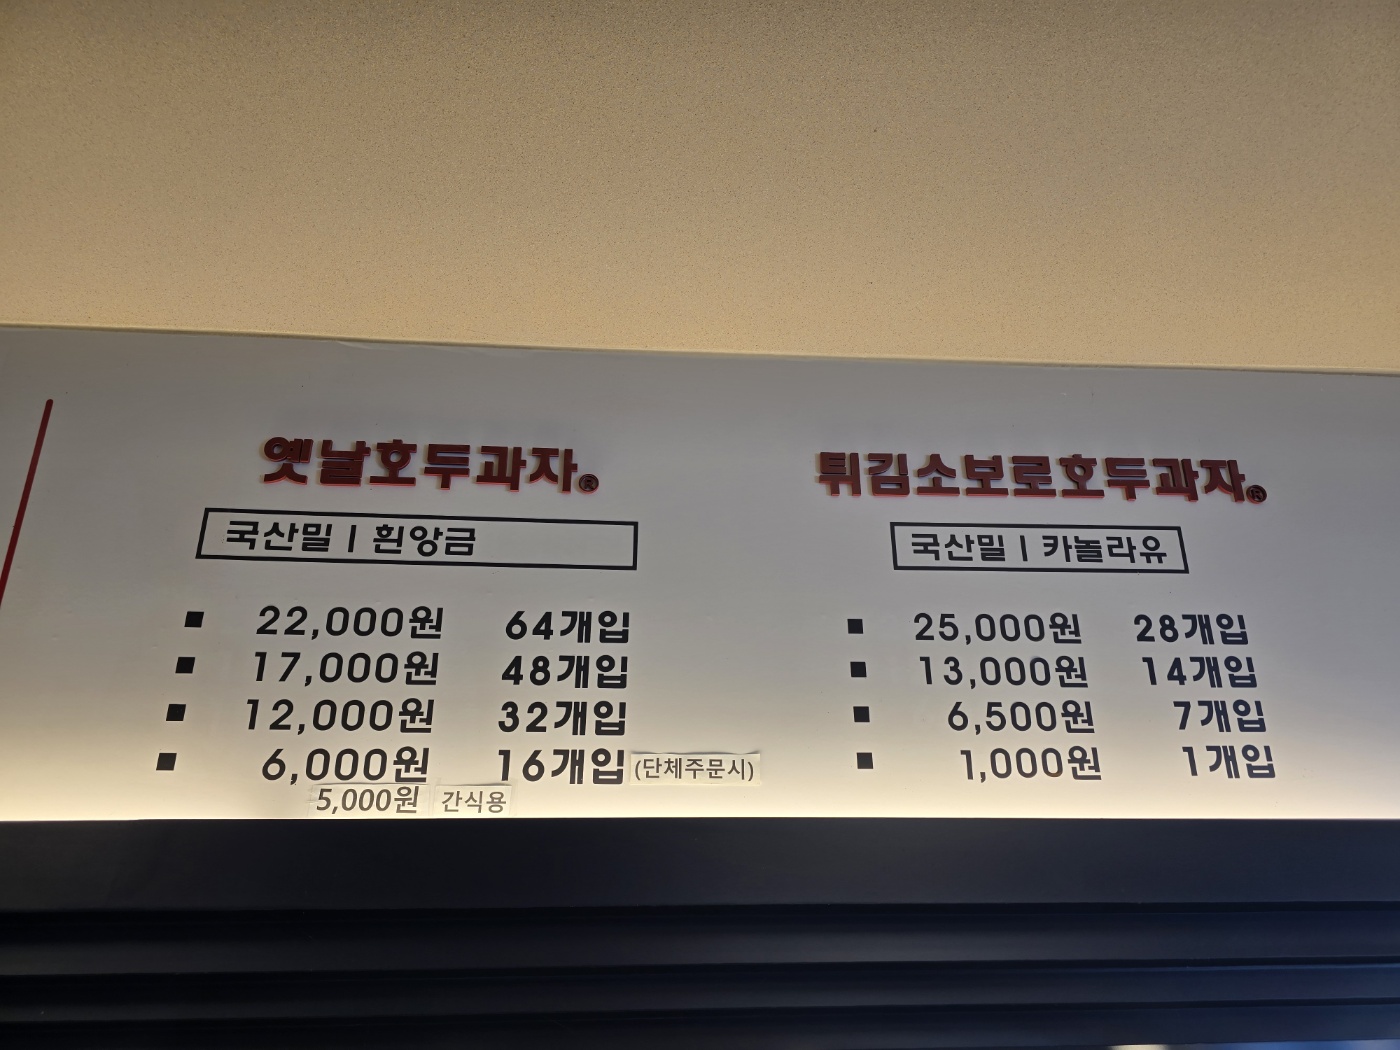 옛날호두과자®
국산밀 | 흰앙금
■ 22,000원 64개입
■ 17,000원 48개입
■ 12,000원 32개입
■ 6,000원 16개입 (단체주문시)
5,000원 간식용
튀김소보로호두과자®
국산밀 | 카놀라유
■ 25,000원 28개입
■ 13,000원 14개입
■ 6,500원 7개입
■ 1,000원 1개입